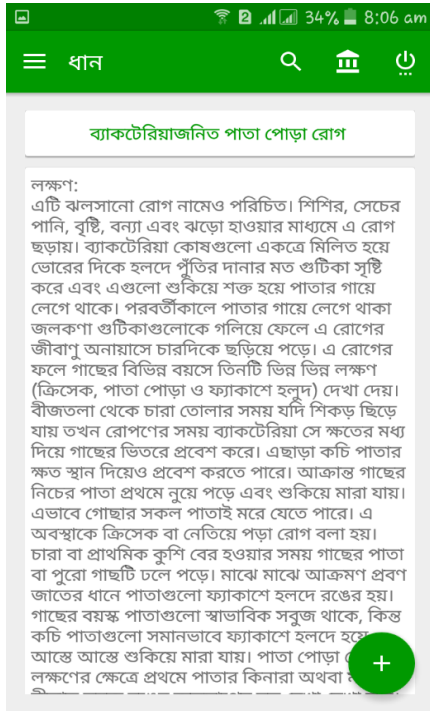 34% 8:06 am
ধান
ব্যাকটেরিয়াজনিত পাতা পোড়া রোগ
লক্ষণ:
এটি ঝলসানো রোগ নামেও পরিচিত। শিশির, সেচের
পানি, বৃষ্টি, বন্যা এবং ঝড়ো হাওয়ার মাধ্যমে এ রোগ
ছড়ায়। ব্যাকটেরিয়া কোষগুলো একত্রে মিলিত হয়ে
ভোরের দিকে হলদে পুঁতির দানার মত গুটিকা সৃষ্টি
করে এবং এগুলো শুকিয়ে শক্ত হয়ে পাতার গায়ে
লেগে থাকে। পরবর্তীকালে পাতার গায়ে লেগে থাকা
জলকণা গুটিকাগুলোকে গলিয়ে ফেলে এ রোগের
জীবাণু অনায়াসে চারদিকে ছড়িয়ে পড়ে। এ রোগের
ফলে গাছের বিভিন্ন বয়সে তিনটি ভিন্ন ভিন্ন লক্ষণ
(ক্রিসেক, পাতা পোড়া ও ফ্যাকাশে হলুদ) দেখা দেয়।
বীজতলা থেকে চারা তোলার সময় যদি শিকড় ছিড়ে
যায় তখন রোপণের সময় ব্যাকটেরিয়া সে ক্ষতের মধ্য
দিয়ে গাছের ভিতরে প্রবেশ করে। এছাড়া কচি পাতার
ক্ষত স্থান দিয়েও প্রবেশ করতে পারে। আক্রান্ত গাছের
নিচের পাতা প্রথমে নুয়ে পড়ে এবং শুকিয়ে মারা যায়।
এভাবে গোছার সকল পাতাই মরে যেতে পারে। এ
অবস্থাকে ক্রিসেক বা নেতিয়ে পড়া রোগ বলা হয়।
চারা বা প্রাথমিক কুশি বের হওয়ার সময় গাছের পাতা
বা পুরো গাছটি ঢলে পড়ে। মাঝে মাঝে আক্রমণ প্রবণ
জাতের ধানে পাতাগুলো ফ্যাকাশে হলদে রঙের হয়।
গাছের বয়স্ক পাতাগুলো স্বাভাবিক সবুজ থাকে, কিন্ত
কচি পাতাগুলো সমানভাবে ফ্যাকাশে হলদে হয়ে
আস্তে আস্তে শুকিয়ে মারা যায়। পাতা পোড়া
লক্ষণের ক্ষেত্রে প্রথমে পাতার কিনারা অথবা